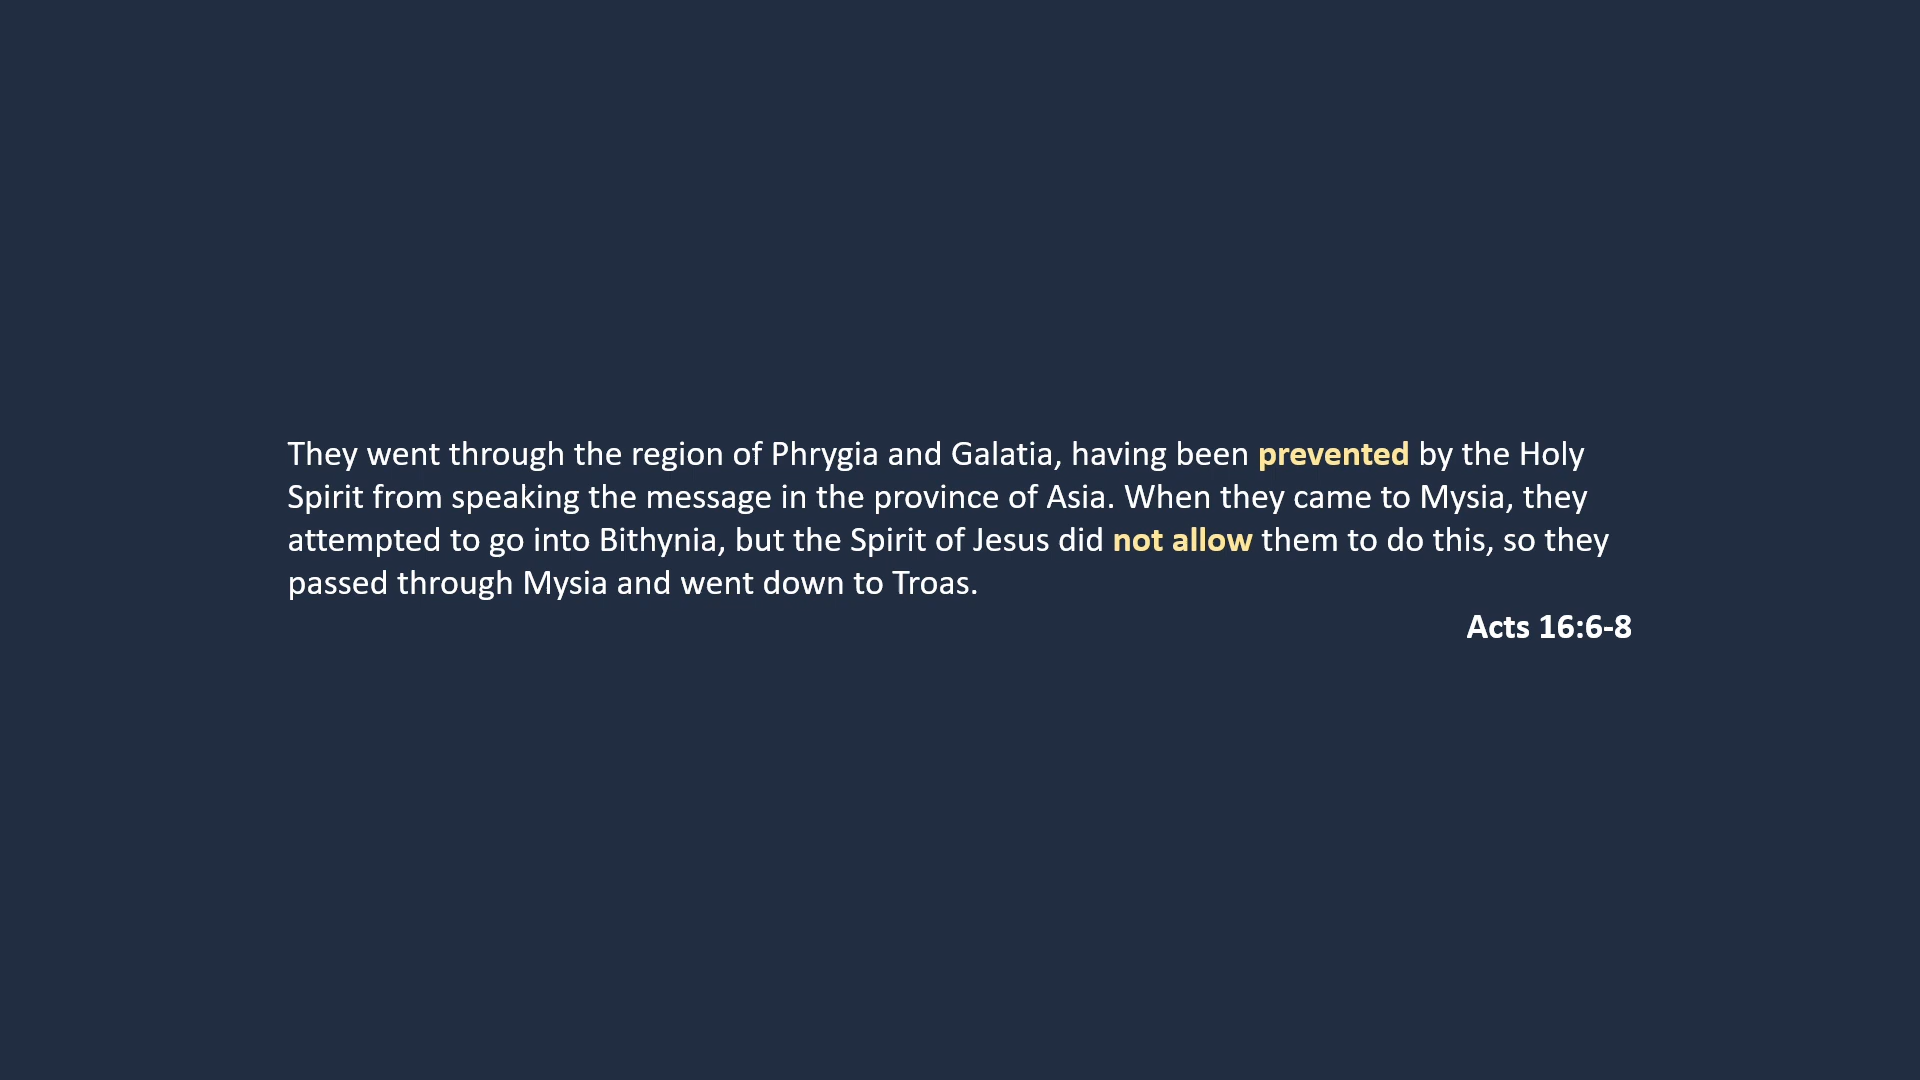 They went through the region of Phrygia and Galatia, having been prevented by the Holy
Spirit from speaking the message in the province of Asia. When they came to Mysia, they
attempted to go into Bithynia, but the Spirit of Jesus did not allow them to do this, so they
passed through Mysia and went down to Troas.
Acts 16:6-8